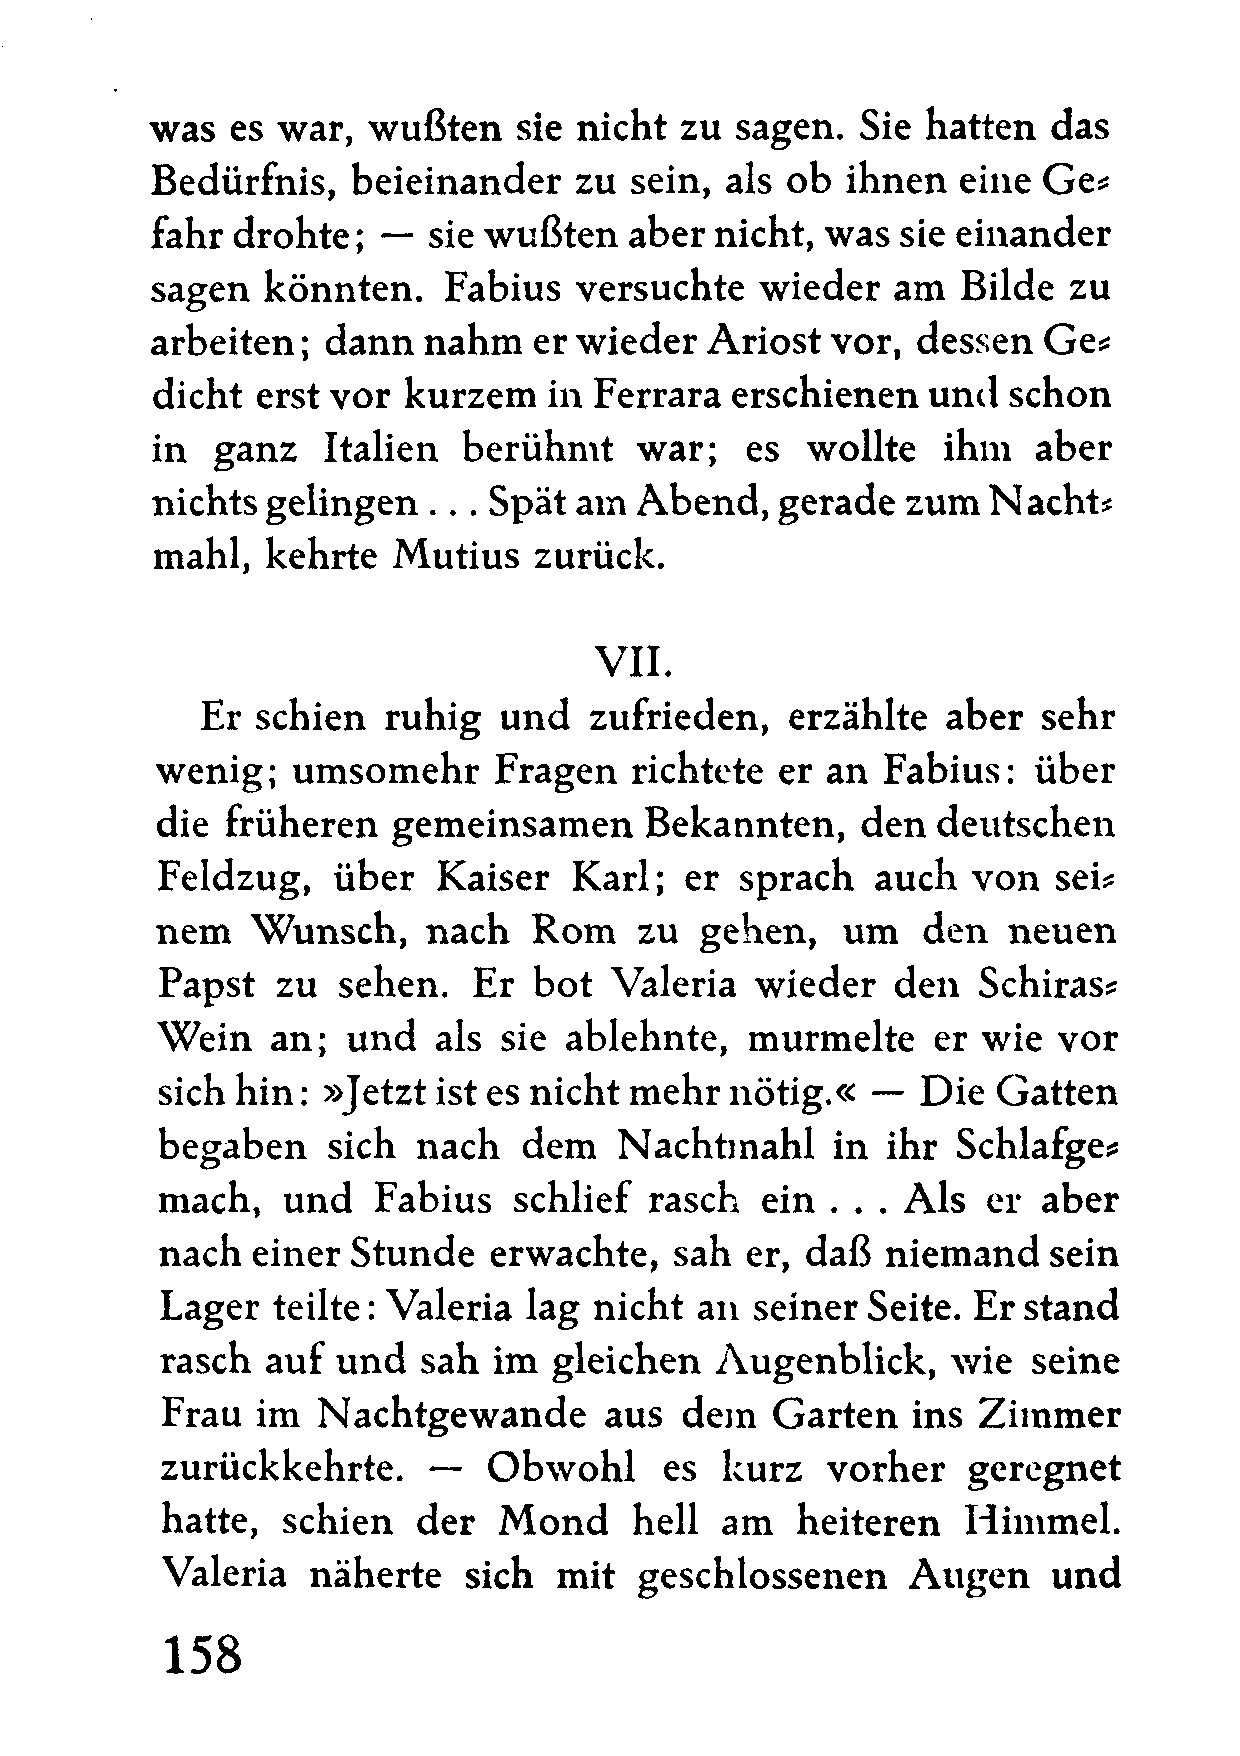 was es war, wußten sie nicht zu sagen. Sie hatten das
Bedürfnis, beieinander zu sein, als ob ihnen eine Ge⸗
fahr drohte; — sie wußten aber nicht, was sie einander
sagen könnten. Fabius versuchte wieder am Bilde zu
arbeiten; dann nahm er wieder Ariost vor, dessen Ge⸗
dicht erst vor kurzem in Ferrara erschienen und schon
in ganz Italien berühmt war; es wollte ihm aber
nichts gelingen . . . Spät am Abend, gerade zum Nacht⸗
mahl, kehrte Mutius zurück.
VII.
Er schien ruhig und zufrieden, erzählte aber sehr
wenig; umsomehr Fragen richtete er an Fabius: über
die früheren gemeinsamen Bekannten, den deutschen
Feldzug, über Kaiser Karl; er sprach auch von sei⸗
nem Wunsch, nach Rom zu gehen, um den neuen
Papst zu sehen. Er bot Valeria wieder den Schiras⸗
Wein an; und als sie ablehnte, murmelte er wie vor
sich hin: »Jetzt ist es nicht mehr nötig.« — Die Gatten
begaben sich nach dem Nachtmahl in ihr Schlafge⸗
mach, und Fabius schlief rasch ein . . . Als er aber
nach einer Stunde erwachte, sah er, daß niemand sein
Lager teilte: Valeria lag nicht an seiner Seite. Er stand
rasch auf und sah im gleichen Augenblick, wie seine
Frau im Nachtgewande aus dem Garten ins Zimmer
zurückkehrte. — Obwohl es kurz vorher geregnet
hatte, schien der Mond hell am heiteren Himmel.
Valeria näherte sich mit geschlossenen Augen und
158